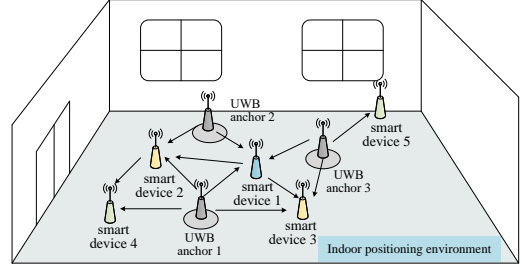 UWB
anchor 2
smart
device 5
smart
device 2
smart
device 1
UWB
anchor 3
smart
device 4
UWB
anchor 1
smart
device 3
Indoor positioning environment